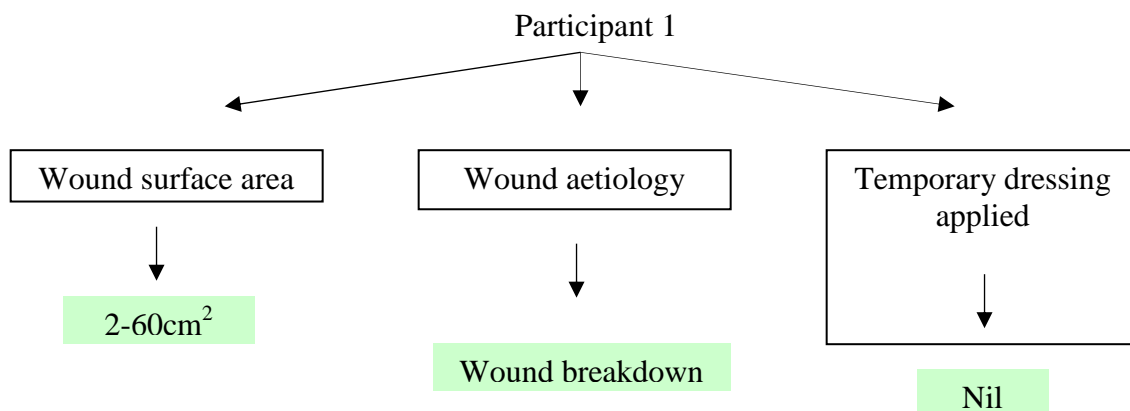 Participant 1
Wound surface area
Wound aetiology
Temporary dressing
applied
2-60cm²
Wound breakdown
Nil